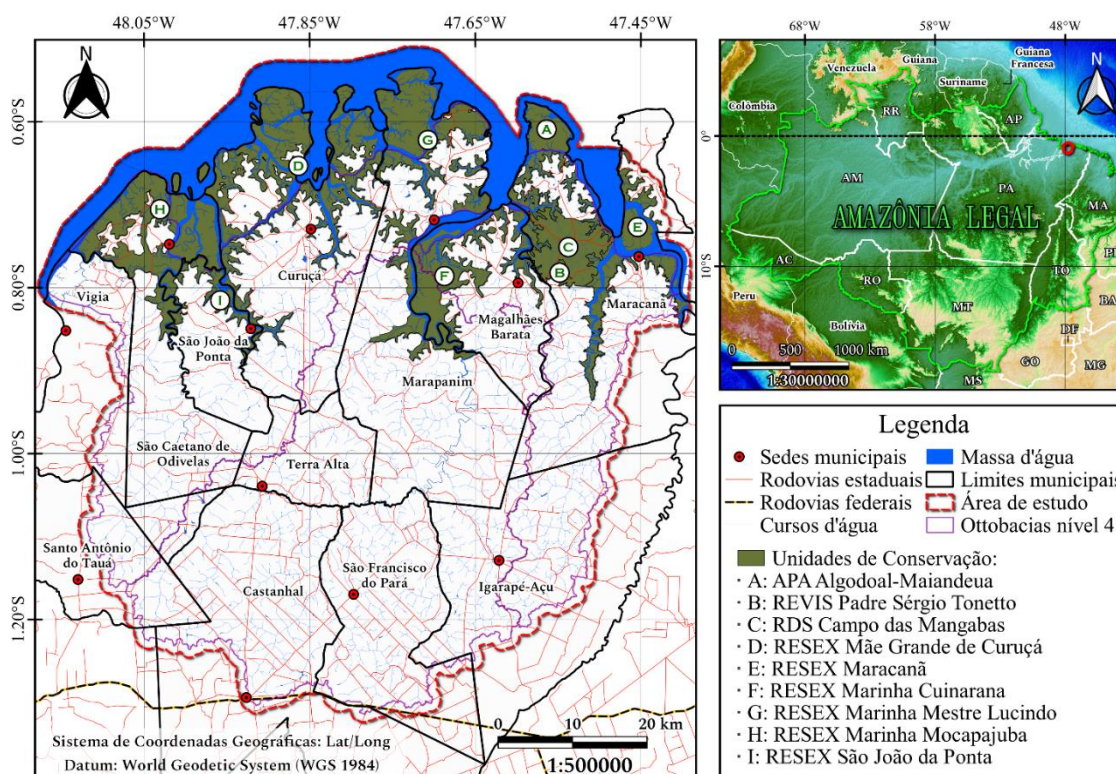 48.05°W 47.85°W 47.65°W 47.45°W
N
0.60°S
0.80°S
1.00°S
1.20°S
A
G
D
H
E
C
F
B
I
Curuçá
Vigia
Magalhães
Barata
Maracanã
São João da
Ponta
Marapanim
São Caetano de
Odivelas
Terra Alta
Santo Antônio
do Tauá
São Francisco
do Pará
Castanhal
Igarapé-Açu
0 10 20 km
1:500000
Sistema de Coordenadas Geográficas: Lat/Long
Datum: World Geodetic System (WGS 1984)
68°W 58°W 48°W
0°
10°S
N
Venezuela
Guiana
Guiana
Francesa
Suriname
Colômbia
RR
AP
AM
PA
MA
AMAZÔNIA LEGAL
AC
RO
TO
PI
BA
MT
DF
GO
MG
MS
Peru
Bolívia
0 500 1000 km
1:30000000
Legenda
Sedes municipais
Massa d'água
Rodovias estaduais
Limites municipais
Rodovias federais
Área de estudo
Cursos d'água
Ottobacias nível 4
Unidades de Conservação:
· A: APA Algodoal-Maiandeua
· B: REVIS Padre Sérgio Tonetto
· C: RDS Campo das Mangabas
· D: RESEX Mãe Grande de Curuçá
· E: RESEX Maracanã
· F: RESEX Marinha Cuinarana
· G: RESEX Marinha Mestre Lucindo
· H: RESEX Marinha Mocapajuba
· I: RESEX São João da Ponta